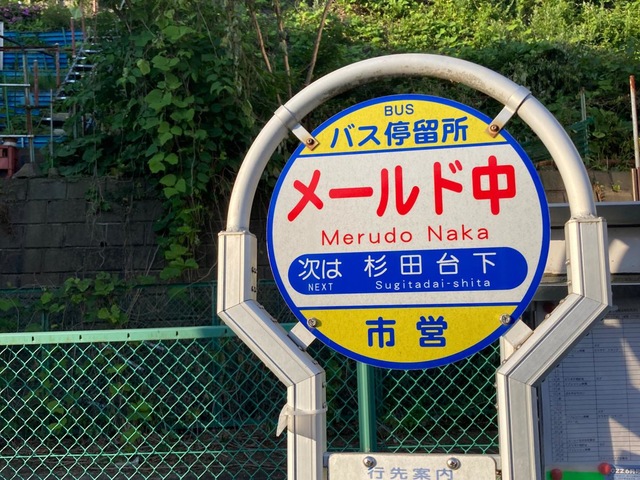 BUS
バス停留所
メールド中
Merudo Naka
次は 杉田台下
NEXT Sugitadai-shita
市営
行先案内